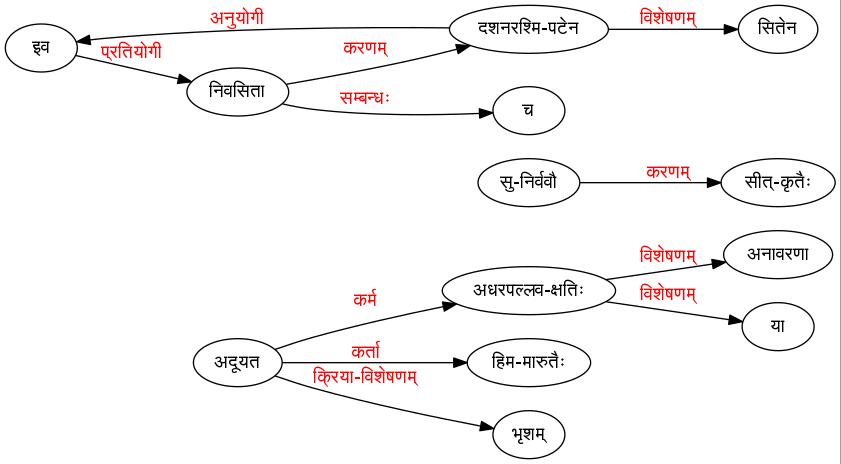 अनुयोगी
दशनरश्मि-पटेन
विशेषणम्
सितेन
इव
प्रतियोगी
करणम्
निवसिता
सम्बन्धः
च
सु-निर्ववौ
करणम्
सीत्-कृतैः
विशेषणम्
अनावरणा
अधरपल्लव-क्षतिः
विशेषणम्
या
कर्म
अदूयत
कर्ता
हिम-मारुतैः
क्रिया-विशेषणम्
भृशम्